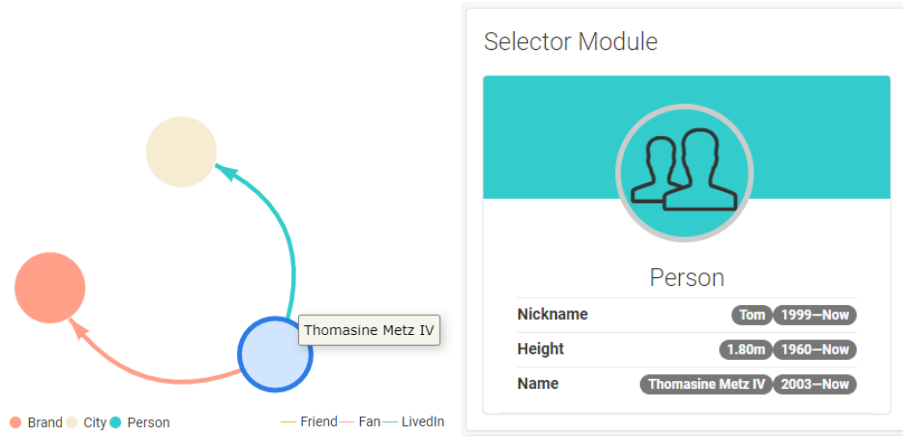 Thomasine Metz IV
Brand City Person
Friend Fan LivedIn
Selector Module
Person
Nickname Tom 1999—Now
Height 1.80m 1960—Now
Name Thomasine Metz IV 2003—Now